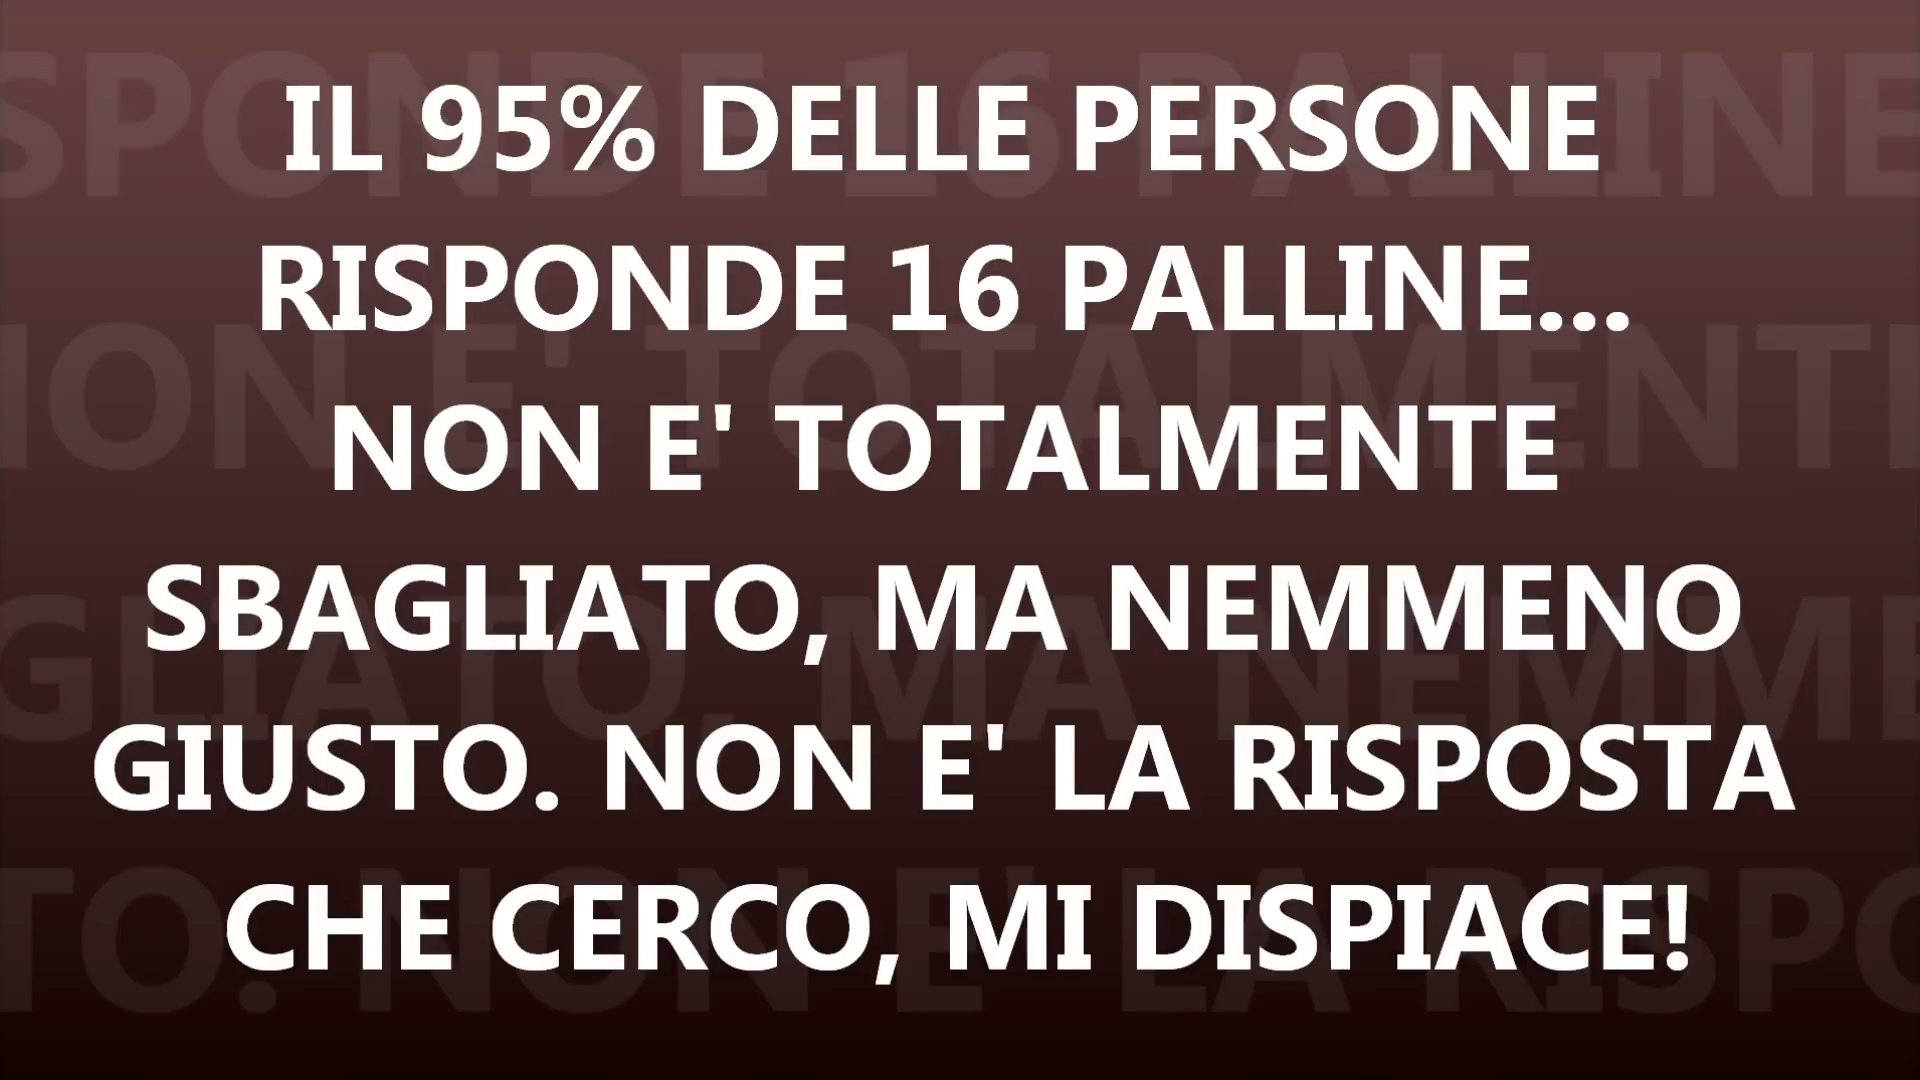 IL 95% DELLE PERSONE
RISPONDE 16 PALLINE...
NON E' TOTALMENTE
SBAGLIATO, MA NEMMENO
GIUSTO. NON E' LA RISPOSTA
CHE CERCO, MI DISPIACE!